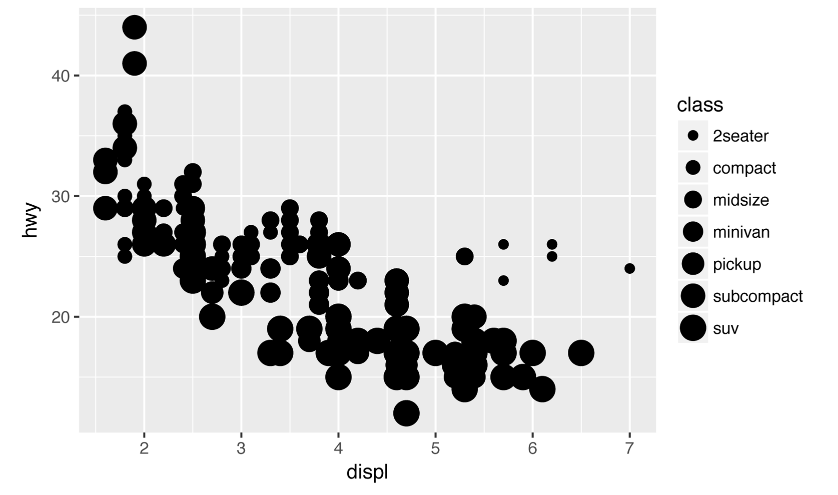 40
30
20
hwy
2 3 4 5 6 7
displ
class
2seater
compact
midsize
minivan
pickup
subcompact
suv